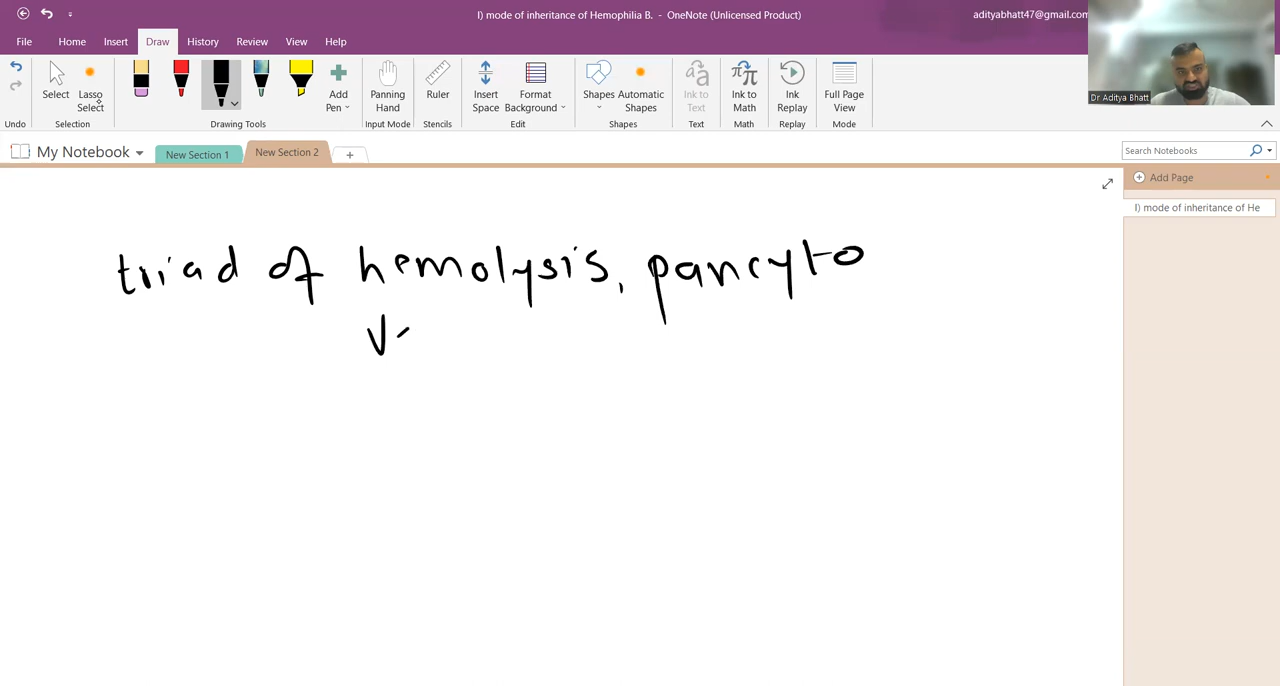 I) mode of inheritance of Hemophilia B. - OneNote (Unlicensed Product)
adityabhatt47@gmail.com
File Home Insert Draw History Review View Help
Undo
Select
Lasso Select
Selection
Add Pen
Drawing Tools
Panning Hand
Input Mode
Ruler
Stencils
Insert Space
Format Background
Edit
Shapes
Automatic Shapes
Shapes
Ink to Text
Text
Ink to Math
Math
Ink Replay
Replay
Full Page View
Mode
Dr Aditya Bhatt
My Notebook
New Section 1
New Section 2
Search Notebooks
Add Page
I) mode of inheritance of He
triad of hemolysis, pancyto